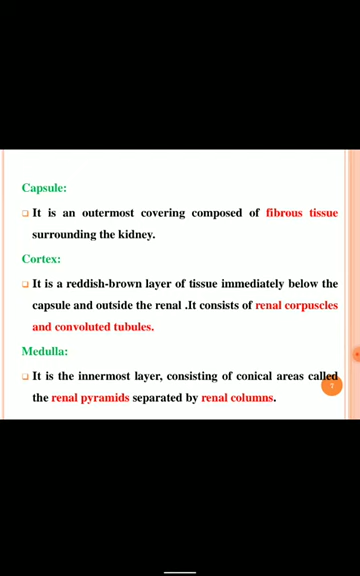 Capsule:
❑ It is an outermost covering composed of fibrous tissue
surrounding the kidney.
Cortex:
❑ It is a reddish-brown layer of tissue immediately below the
capsule and outside the renal .It consists of renal corpuscles
and convoluted tubules.
Medulla:
❑ It is the innermost layer, consisting of conical areas called
the renal pyramids separated by renal columns.
7